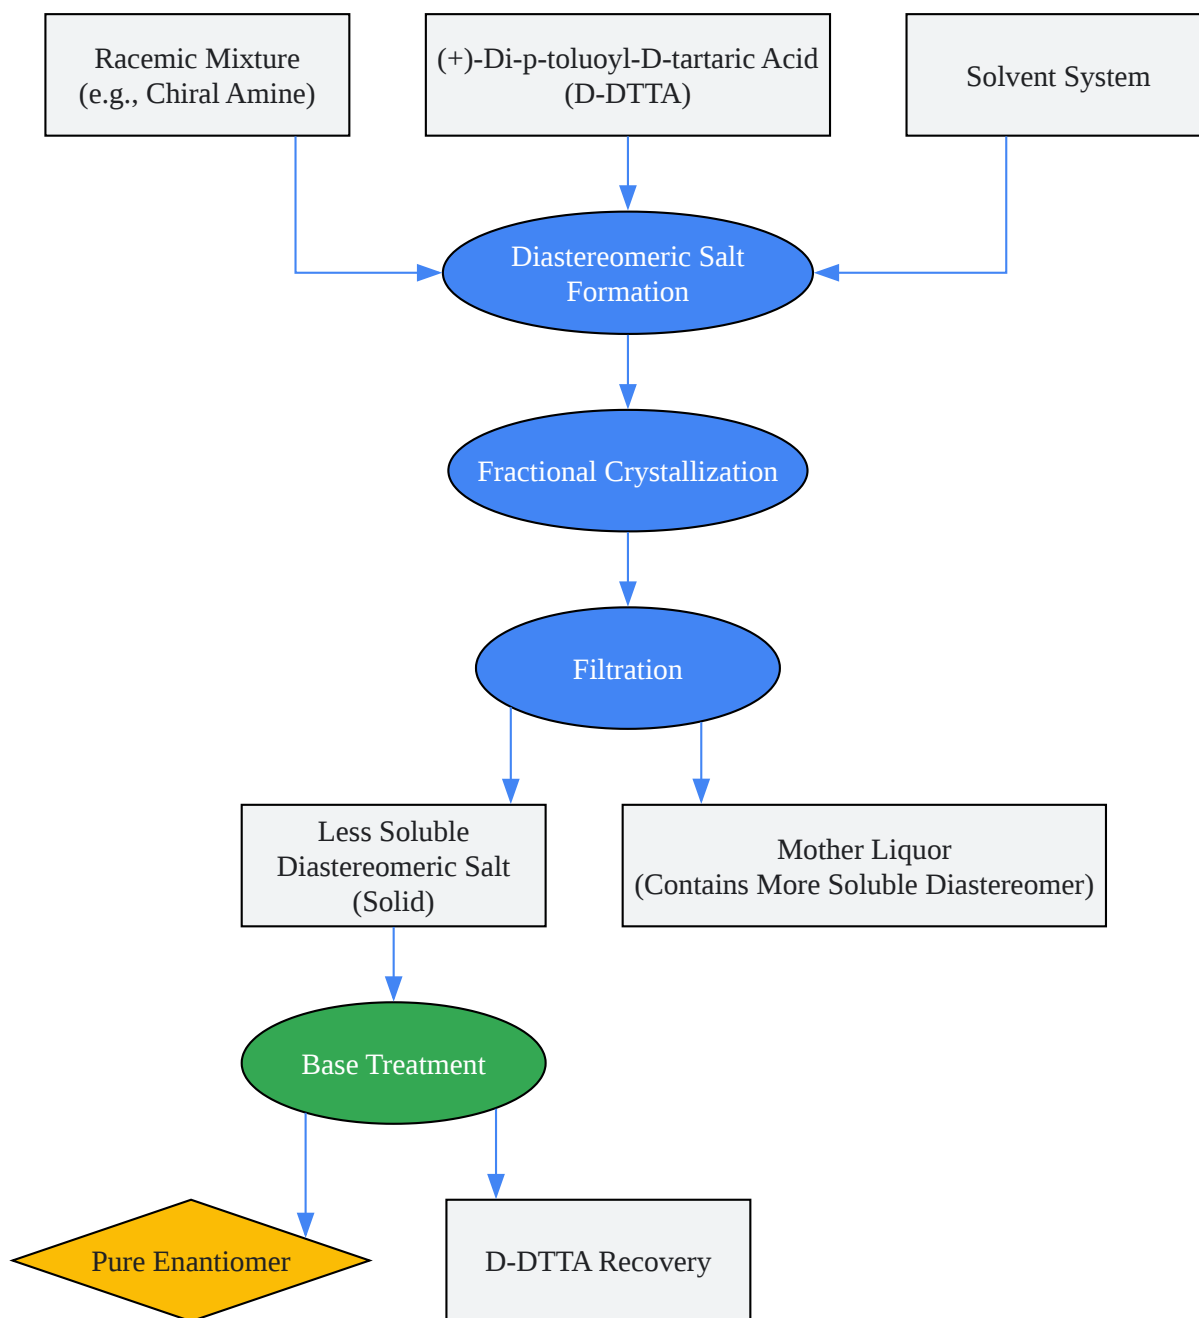 Racemic Mixture
(e.g., Chiral Amine)
(+)-Di-p-toluoyl-D-tartaric Acid
(D-DTTA)
Solvent System
Diastereomeric Salt
Formation
Fractional Crystallization
Filtration
Less Soluble
Diastereomeric Salt
(Solid)
Mother Liquor
(Contains More Soluble Diastereomer)
Base Treatment
Pure Enantiomer
D-DTTA Recovery